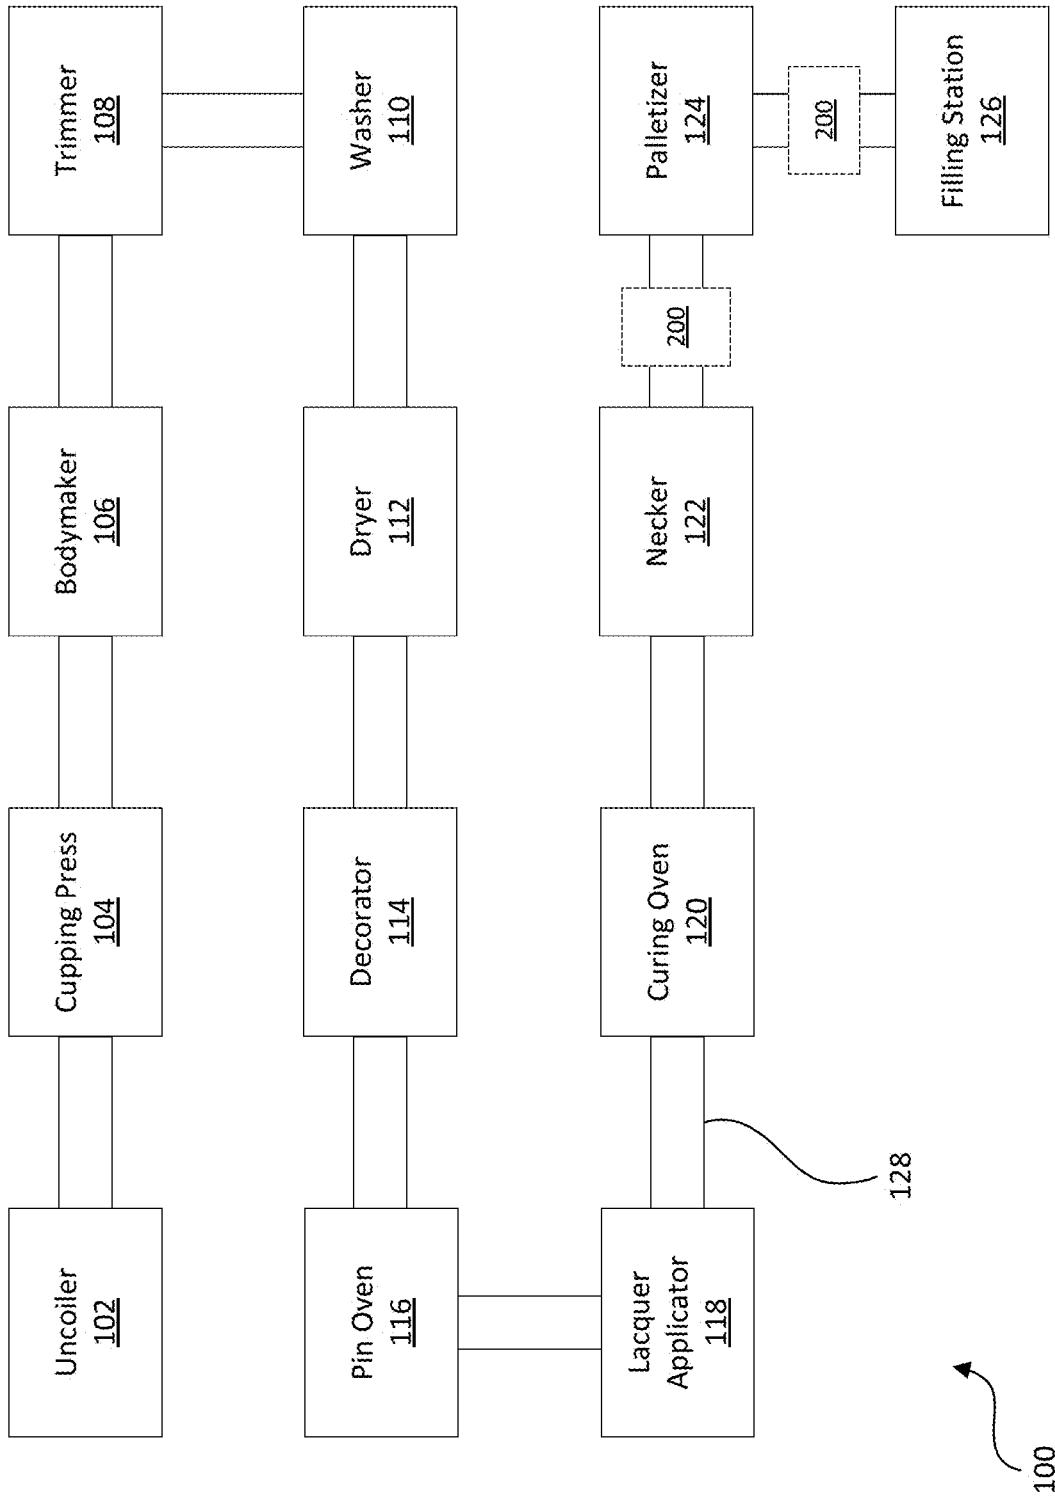 Uncoiler
102
Cupping Press
104
Bodymaker
106
Trimmer
108
Pin Oven
116
Decorator
114
Dryer
112
Washer
110
Lacquer
Applicator
118
Curing Oven
120
Necker
122
200
Palletizer
124
200
128
Filling Station
126
100